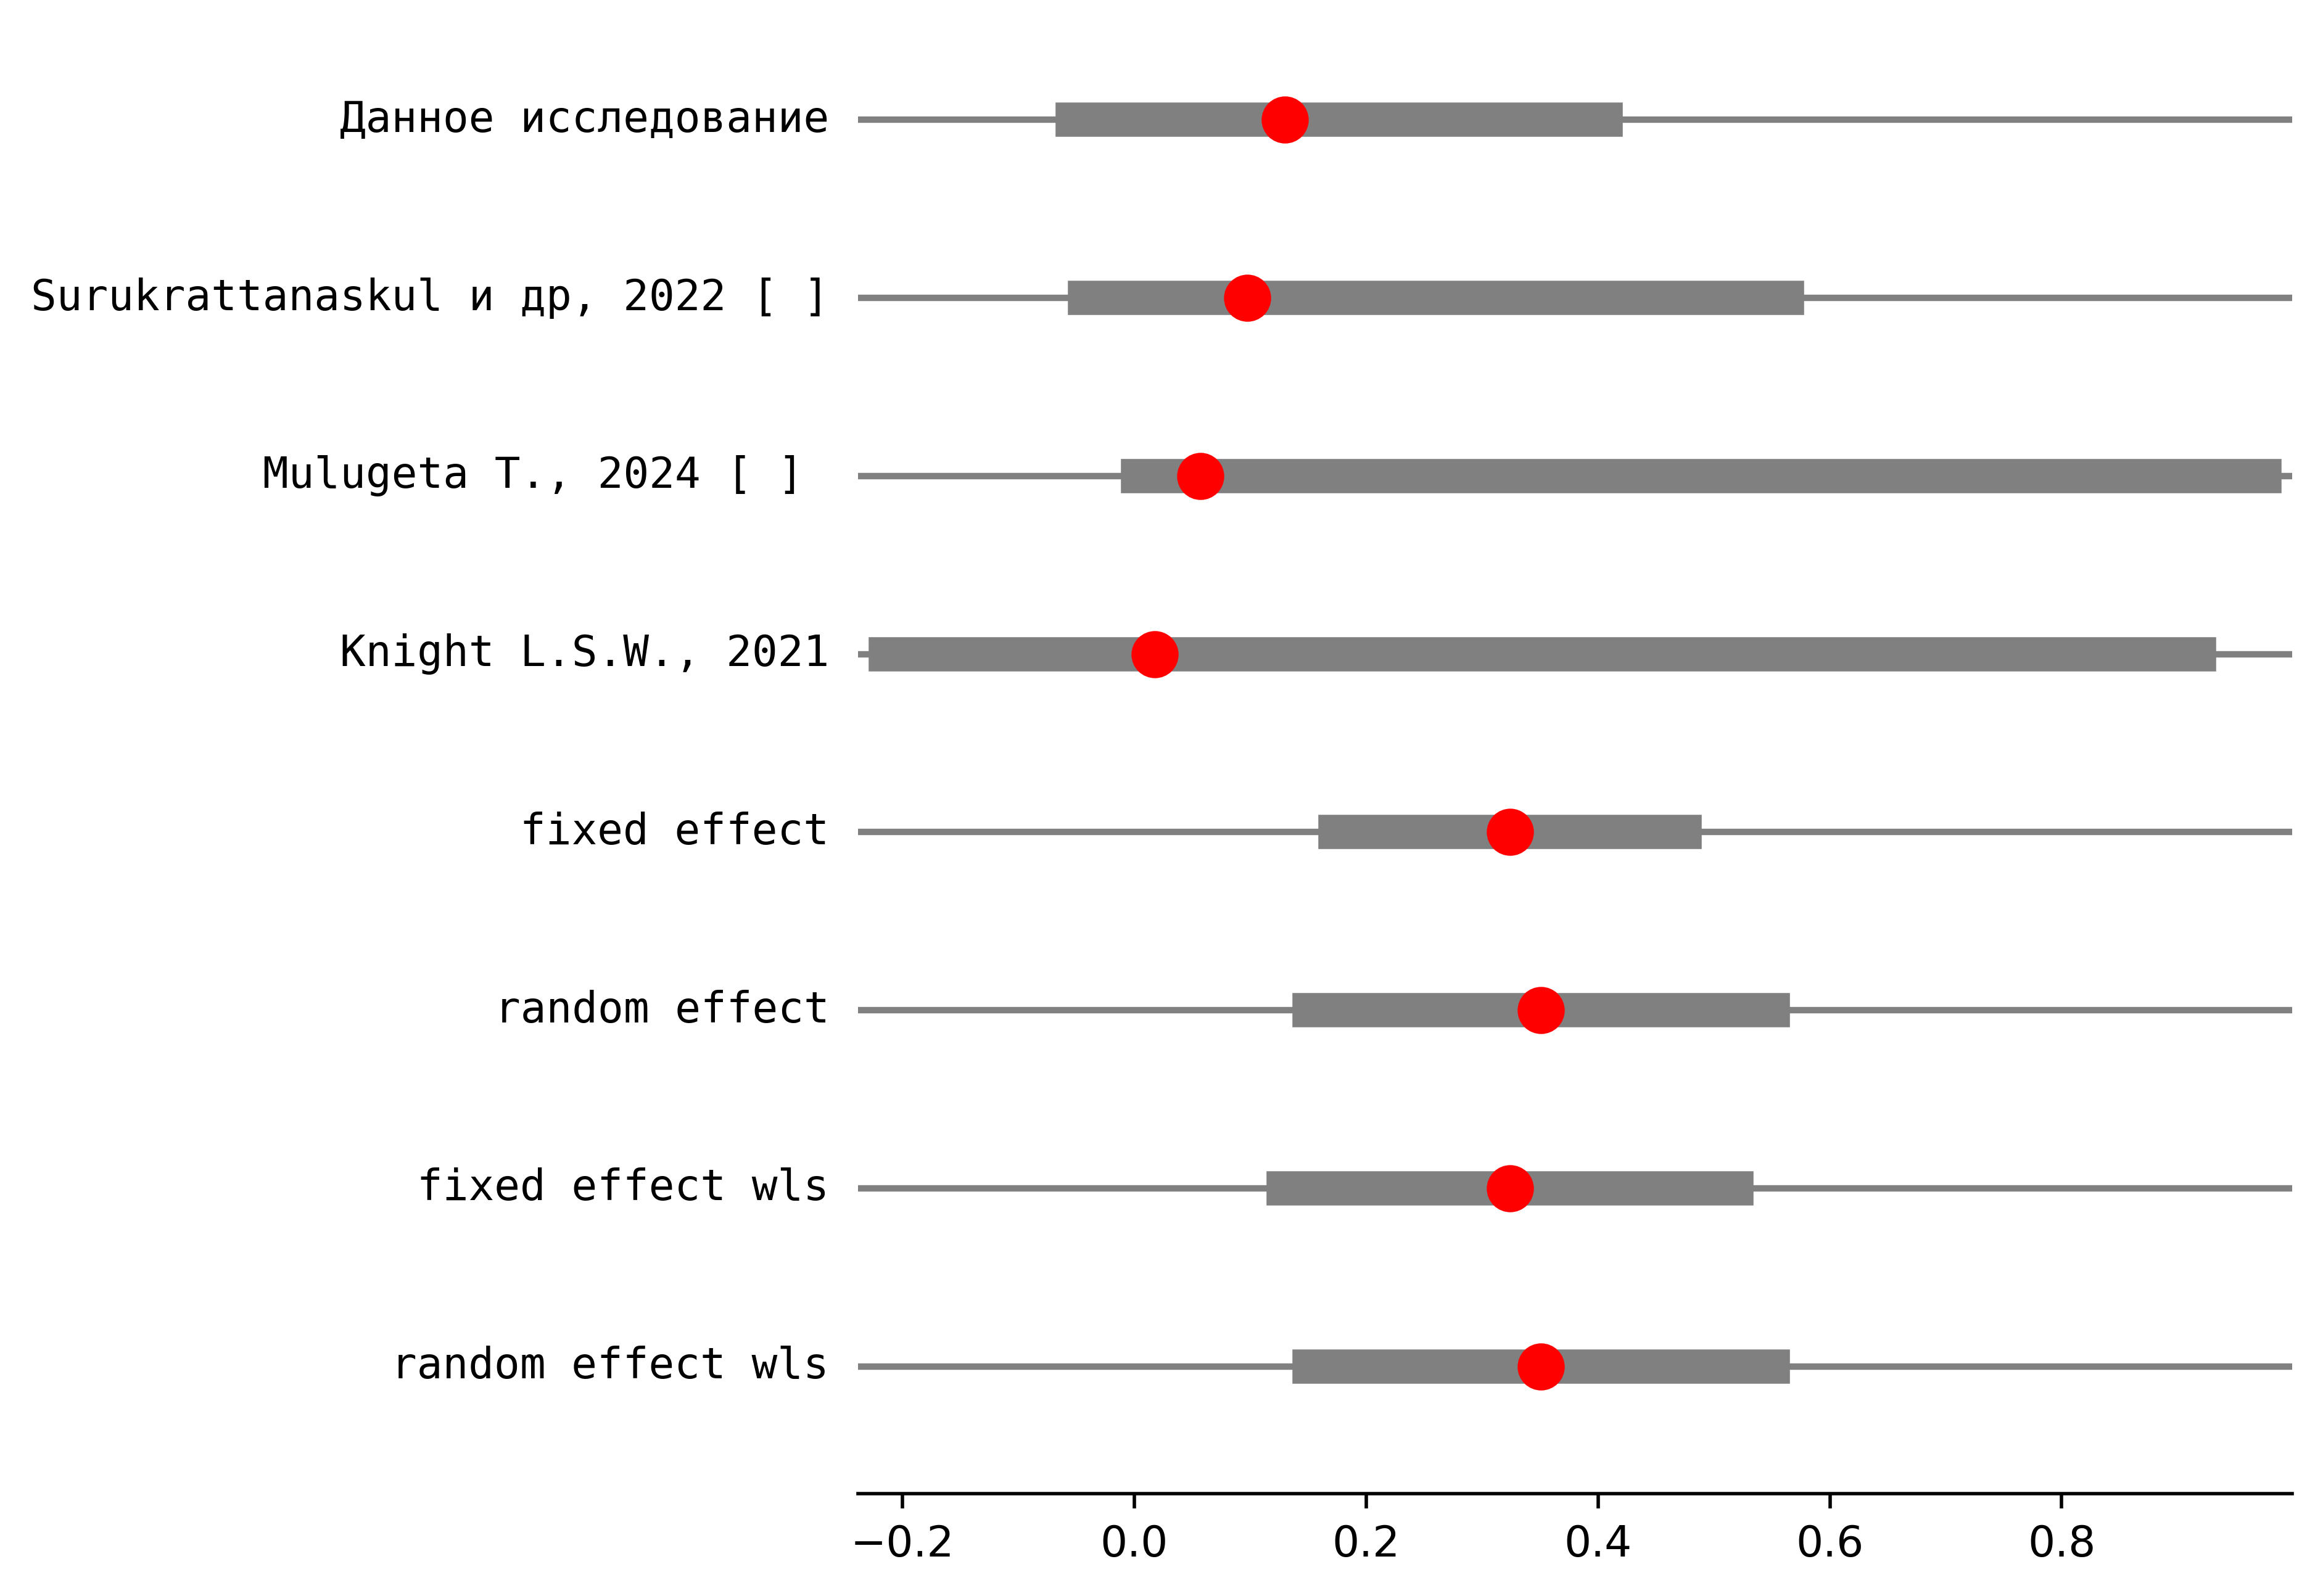 Данное исследование
Surukrattanaskul и др, 2022 [ ]
Mulugeta T., 2024 [ ]
Knight L.S.W., 2021
fixed effect
random effect
fixed effect wls
random effect wls
−0.2 0.0 0.2 0.4 0.6 0.8